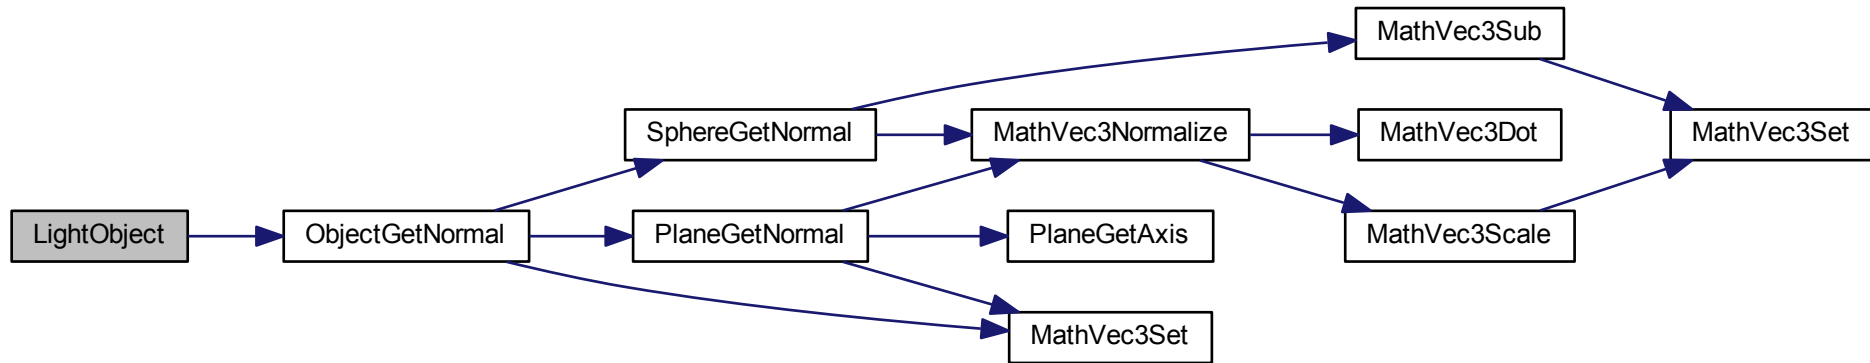 MathVec3Sub
SphereGetNormal
MathVec3Normalize
MathVec3Dot
MathVec3Set
LightObject
ObjectGetNormal
PlaneGetNormal
PlaneGetAxis
MathVec3Scale
MathVec3Set